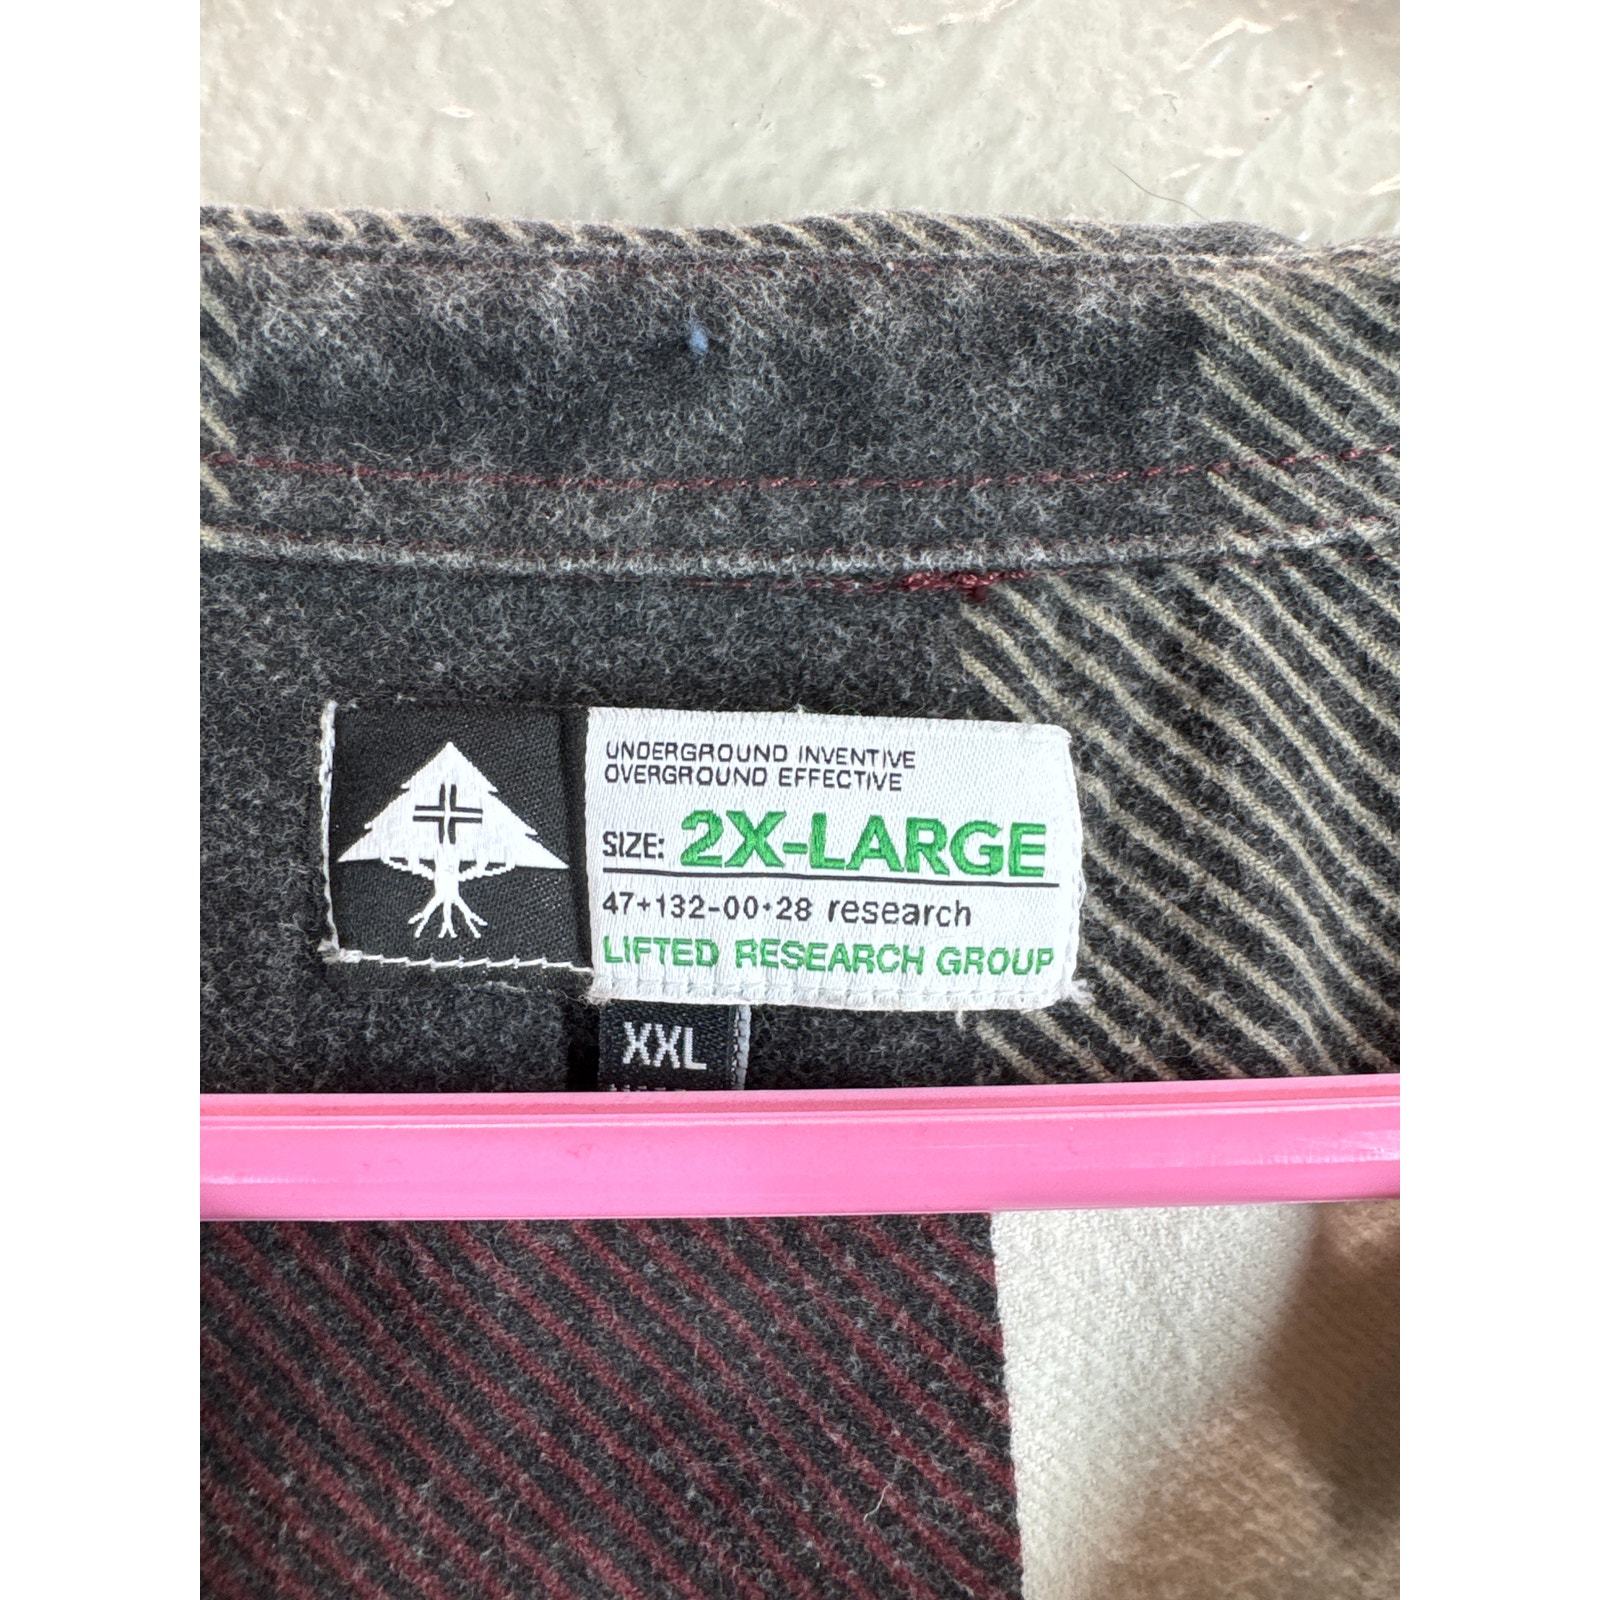 UNDERGROUND INVENTIVE
OVERGROUND EFFECTIVE
SIZE: 2X-LARGE
47+132-00•28 research
LIFTED RESEARCH GROUP
XXL